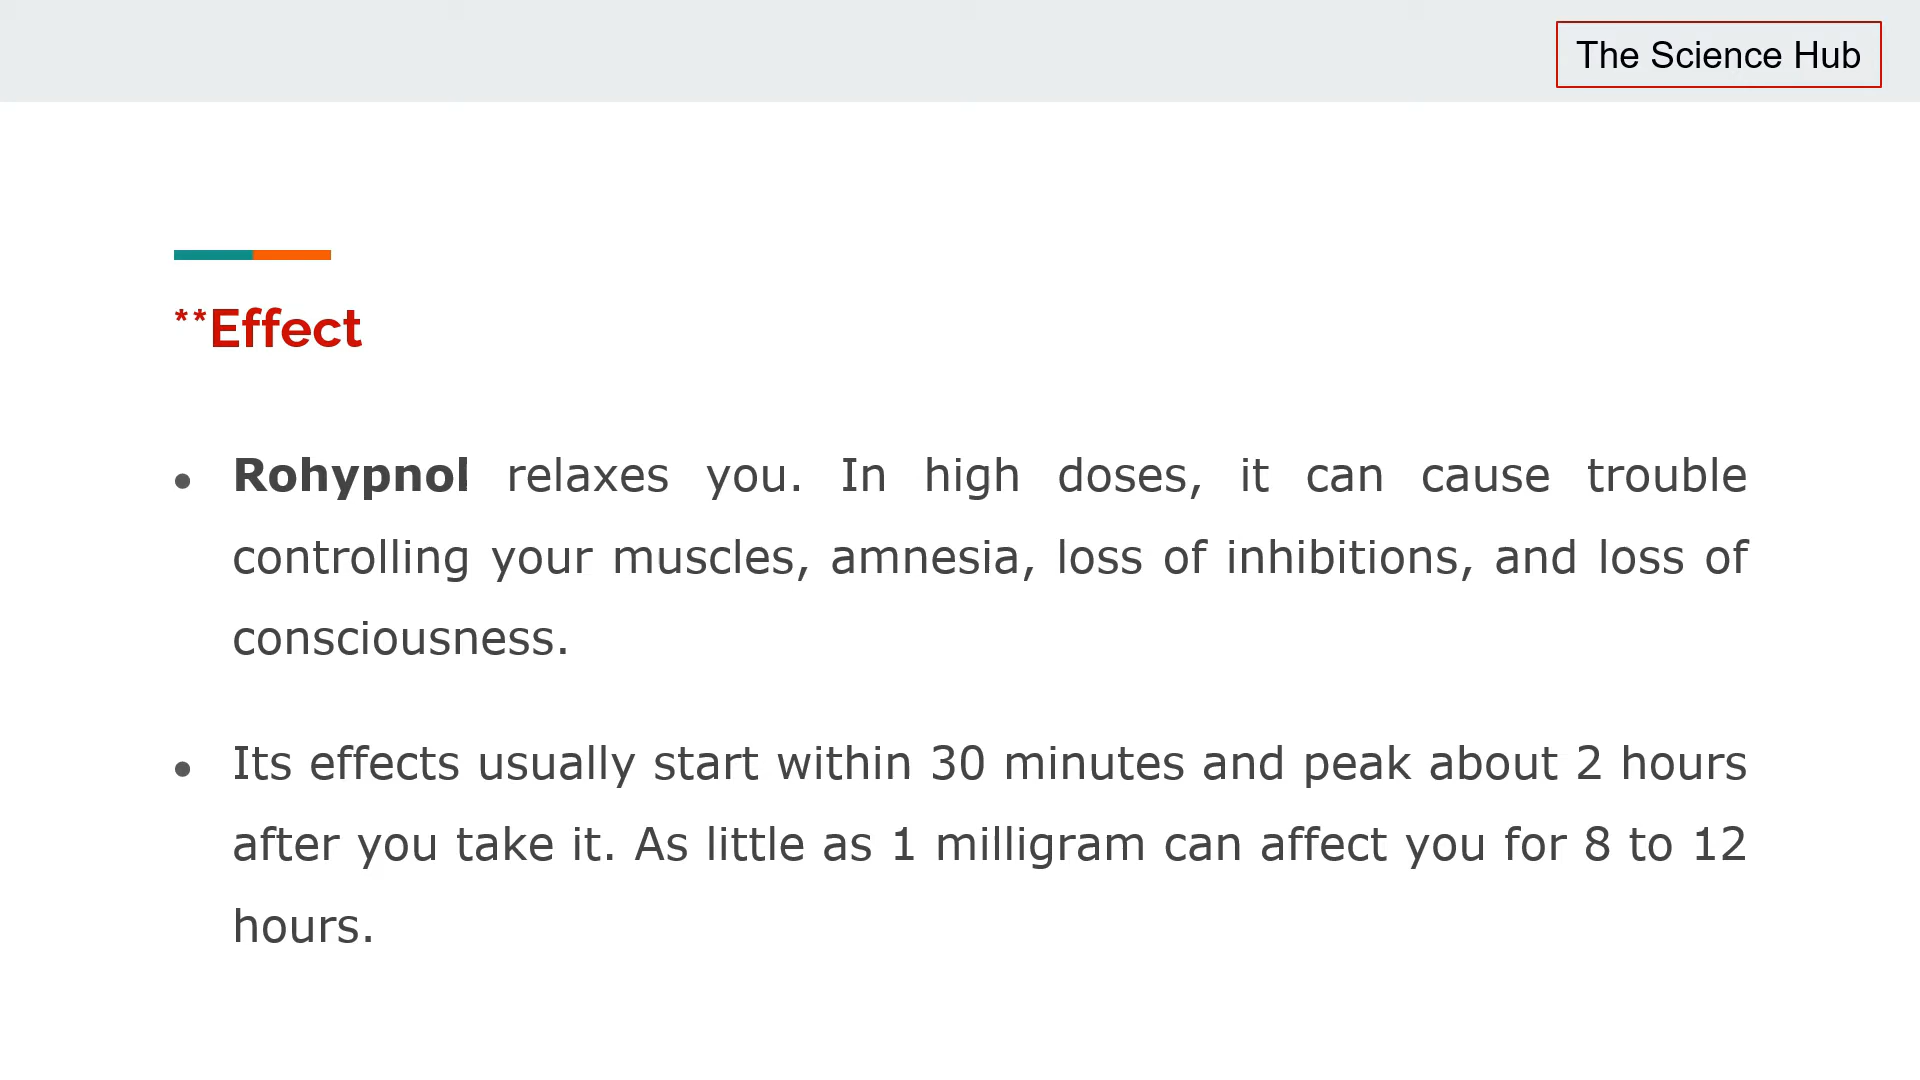 The Science Hub
**Effect
• Rohypnol relaxes you. In high doses, it can cause trouble
controlling your muscles, amnesia, loss of inhibitions, and loss of
consciousness.
• Its effects usually start within 30 minutes and peak about 2 hours
after you take it. As little as 1 milligram can affect you for 8 to 12
hours.